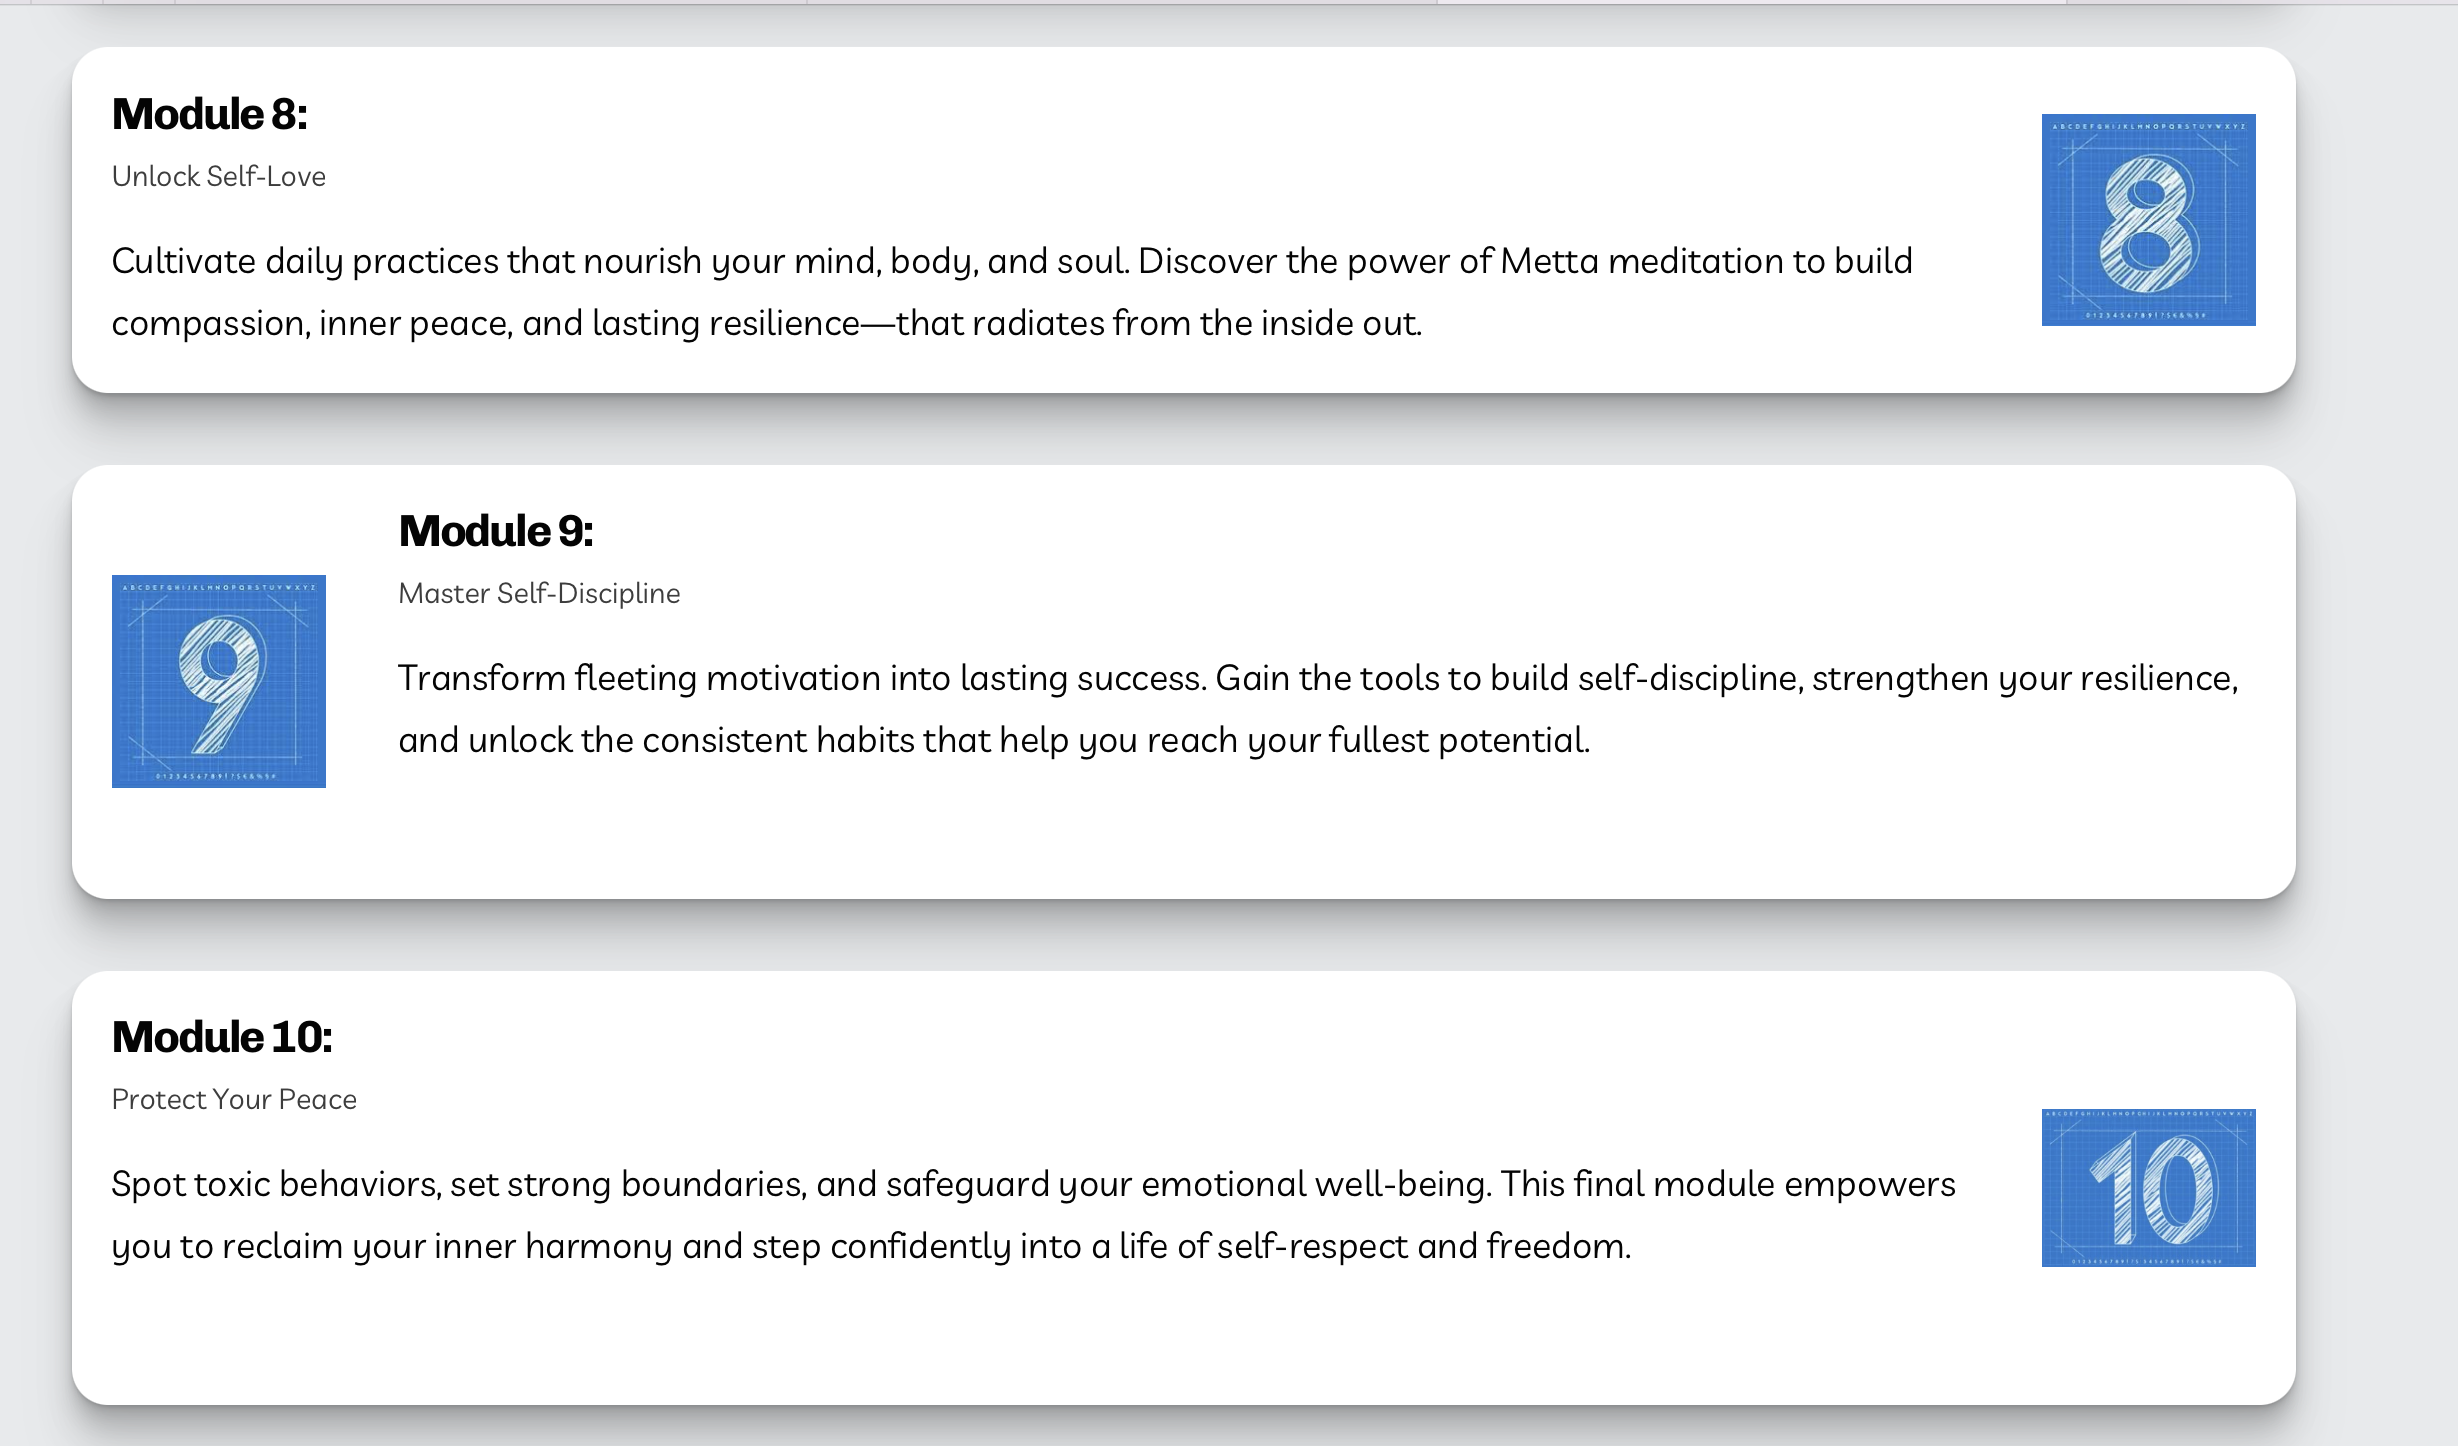 Module 8:
Unlock Self-Love
Cultivate daily practices that nourish your mind, body, and soul. Discover the power of Metta meditation to build
compassion, inner peace, and lasting resilience—that radiates from the inside out.
ABCDEFGHIJKLMNOPQRSTUVWXYZ
8
Module 9:
Master Self-Discipline
Transform fleeting motivation into lasting success. Gain the tools to build self-discipline, strengthen your resilience,
and unlock the consistent habits that help you reach your fullest potential.
ABCDEFGHIJKLMNOPQRSTUVWXYZ
9
Module 10:
Protect Your Peace
Spot toxic behaviors, set strong boundaries, and safeguard your emotional well-being. This final module empowers
you to reclaim your inner harmony and step confidently into a life of self-respect and freedom.
10